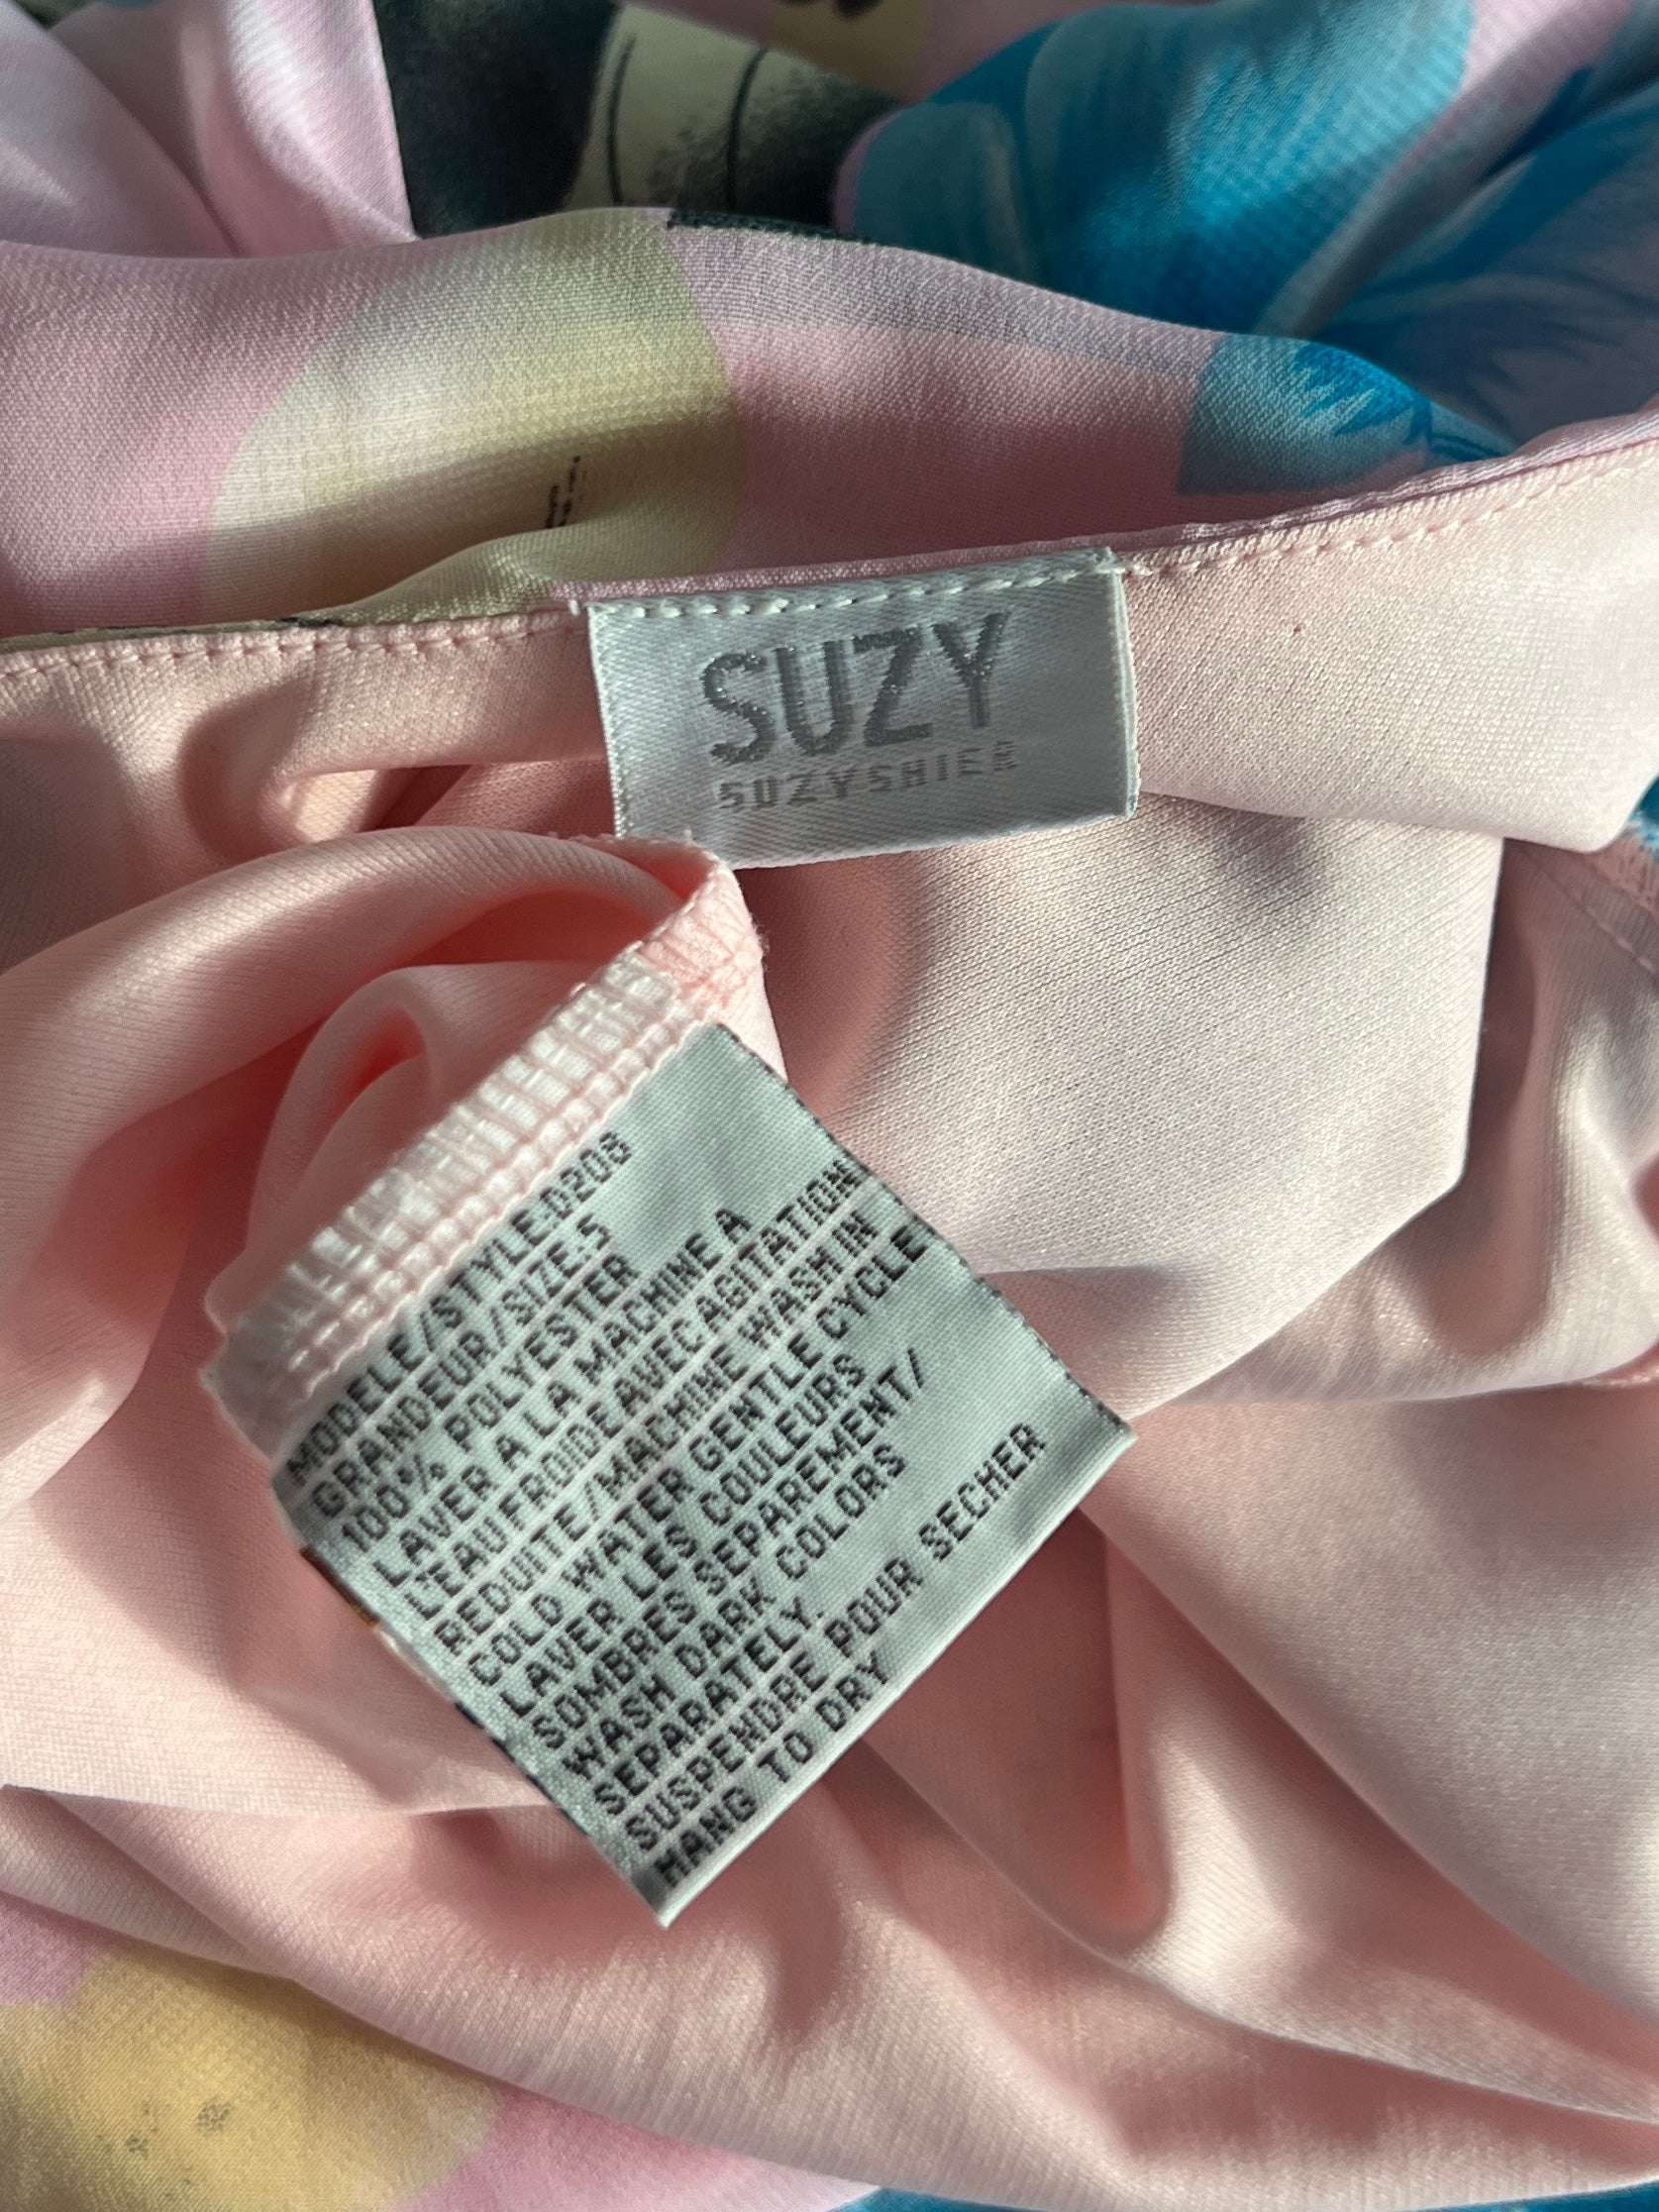 SUZY
SUZYSHIER
MODELE/STYLE:D208
GRANDEUR/SIZE.S
100% POLYESTER
LAVER A LA MACHINE A
L'EAU FROIDE AVEC AGITATION
REDUITE/MACHINE WASH IN
COLD WATER GENTLE CYCLE
LAVER LES COULEURS
SOMBRES SEPAREMENT/
WASH DARK COLORS
SEPARATELY.
SUSPENDRE POUR SECHER
HANG TO DRY